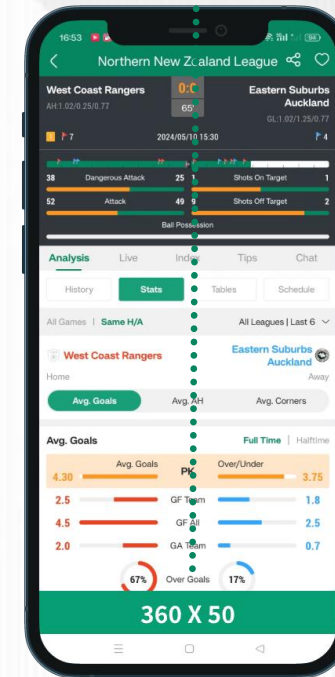 16:53
Northern New Zealand League
West Coast Rangers 0:0 Eastern Suburbs
AH:1.02/0.25/0.77 65' Auckland
GL:1.02/1.25/0.77
7 2024/05/10 15:30 4
38 Dangerous Attack 25 1 Shots On Target 1
52 Attack 49 9 Shots Off Target 2
Ball Possession
Analysis Live Index Tips Chat
History Stats Tables Schedule
All Games | Same H/A All Leagues | Last 6
West Coast Rangers Eastern Suburbs
Auckland
Home Away
Avg. Goals Avg. AH Avg. Corners
Avg. Goals Full Time | Halftime
Avg. Goals PK Over/Under
4.30 3.75
2.5 GF Team 1.8
4.5 GF All 2.5
2.0 GA Team 0.7
67% Over Goals 17%
360 X 50